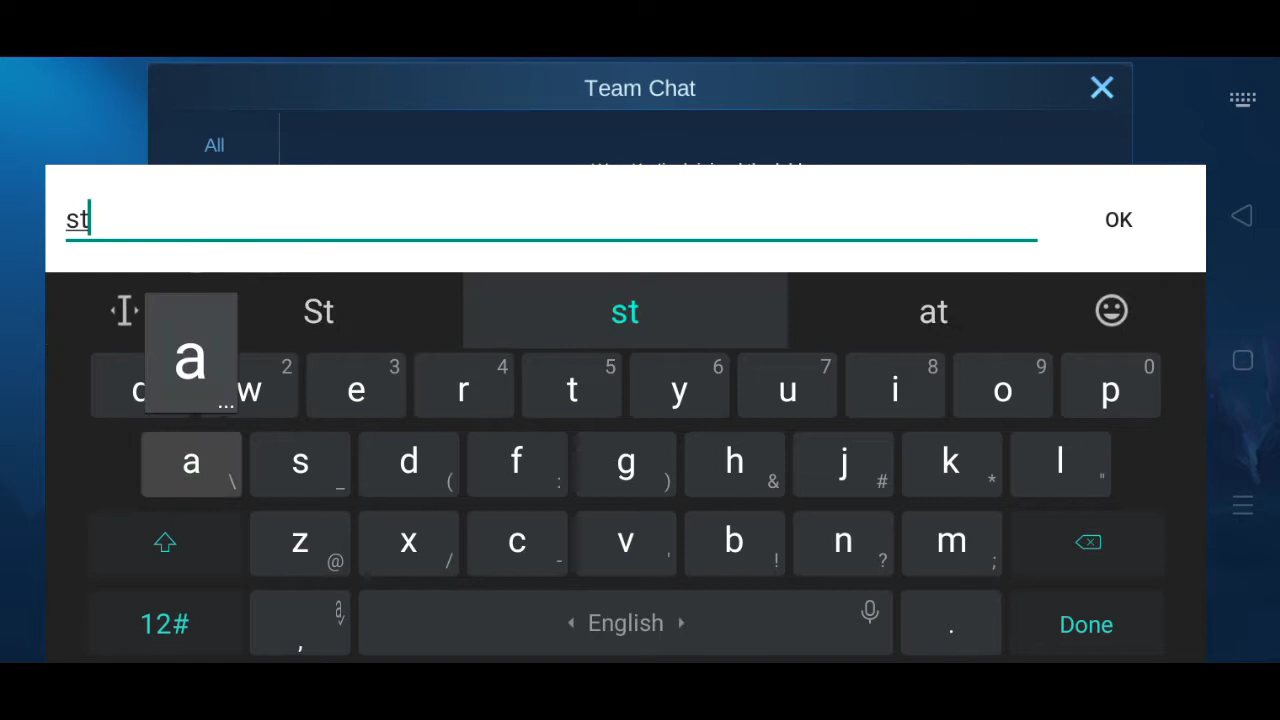 Team Chat
All
st
OK
St st at
a
...
w 2 e 3 r 4 t 5 y 6 u 7 i 8 o 9 p 0
a \ s _ d ( f : g ) h & j # k * l "
z @ x / c - v ' b ! n ? m ;
12# , English . Done